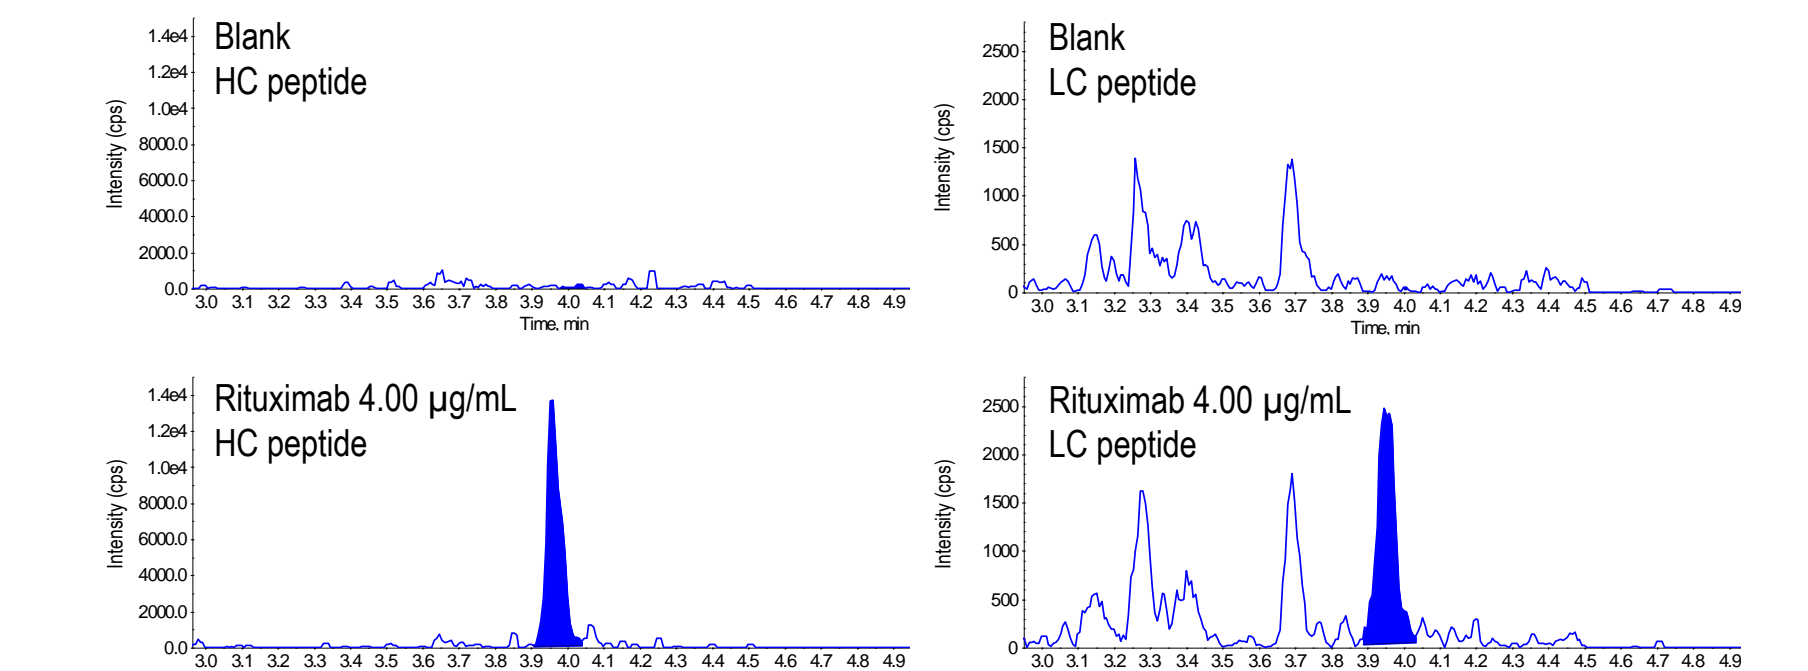 Blank
HC peptide
1.4e4
1.2e4
1.0e4
8000.0
6000.0
4000.0
2000.0
0.0
Intensity (cps)
3.0 3.1 3.2 3.3 3.4 3.5 3.6 3.7 3.8 3.9 4.0 4.1 4.2 4.3 4.4 4.5 4.6 4.7 4.8 4.9
Time, min
Blank
LC peptide
2500
2000
1500
1000
500
0
Intensity (cps)
3.0 3.1 3.2 3.3 3.4 3.5 3.6 3.7 3.8 3.9 4.0 4.1 4.2 4.3 4.4 4.5 4.6 4.7 4.8 4.9
Time, min
Rituximab 4.00 µg/mL
HC peptide
1.4e4
1.2e4
1.0e4
8000.0
6000.0
4000.0
2000.0
0.0
Intensity (cps)
3.0 3.1 3.2 3.3 3.4 3.5 3.6 3.7 3.8 3.9 4.0 4.1 4.2 4.3 4.4 4.5 4.6 4.7 4.8 4.9
Rituximab 4.00 µg/mL
LC peptide
2500
2000
1500
1000
500
0
Intensity (cps)
3.0 3.1 3.2 3.3 3.4 3.5 3.6 3.7 3.8 3.9 4.0 4.1 4.2 4.3 4.4 4.5 4.6 4.7 4.8 4.9